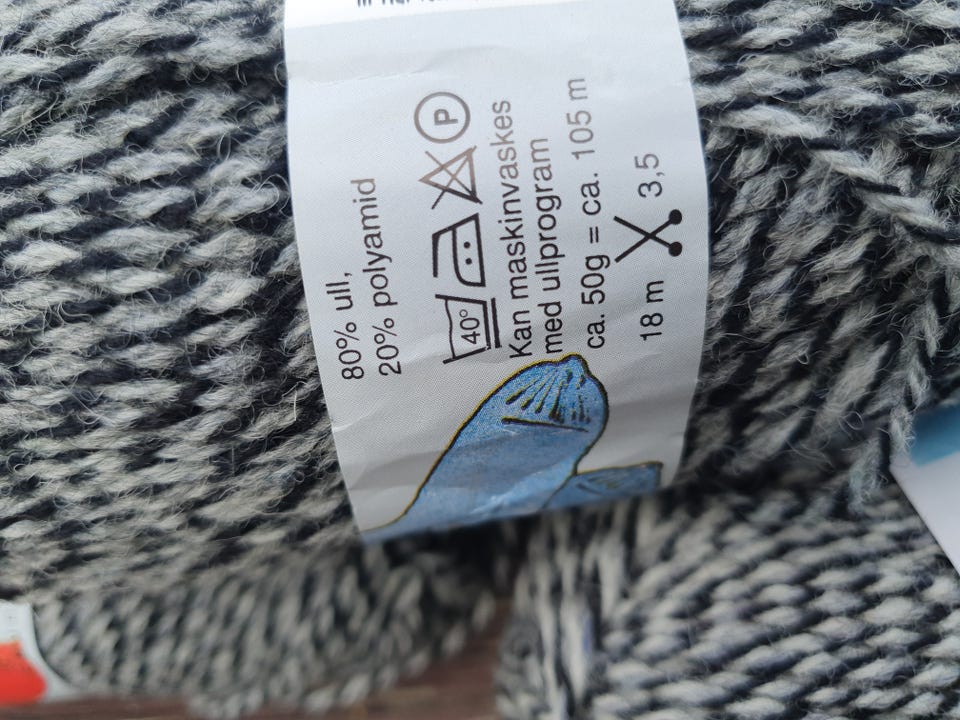 80% ull,
20% polyamid
40°
P
Kan maskinvaskes
med ullprogram
ca. 50g = ca. 105 m
18 m 3,5